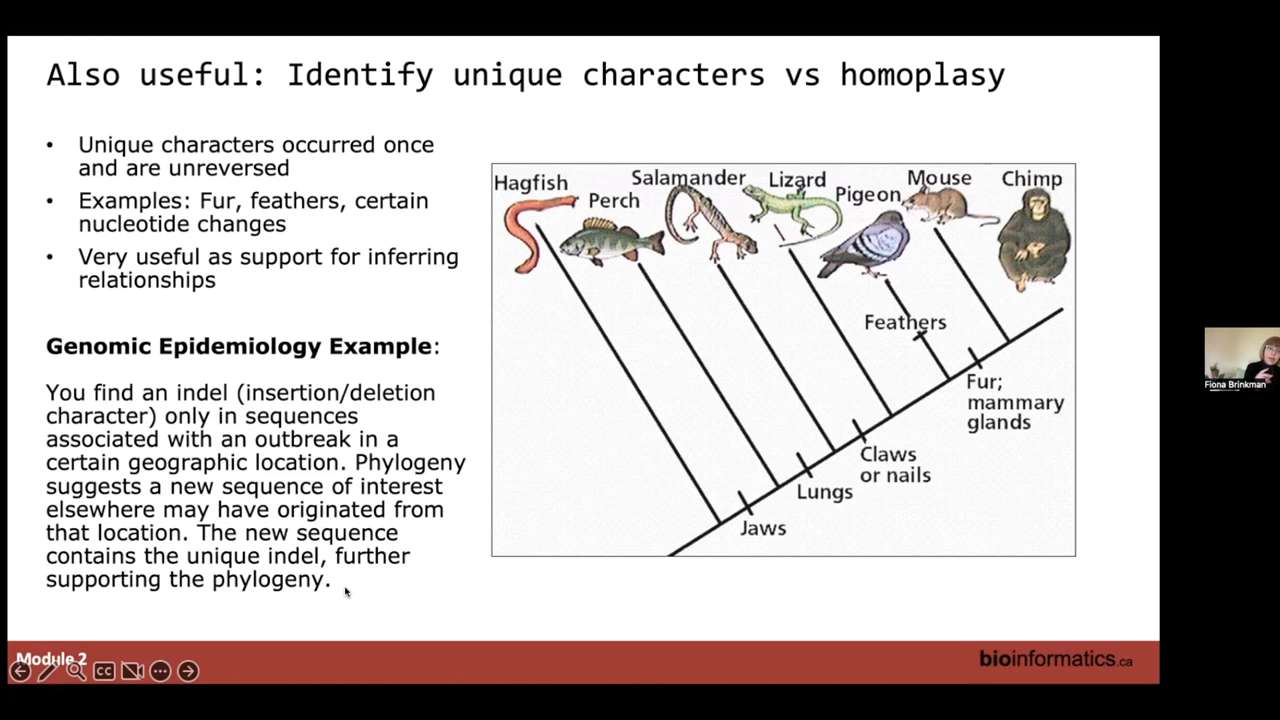 Also useful: Identify unique characters vs homoplasy
• Unique characters occurred once
and are unreversed
• Examples: Fur, feathers, certain
nucleotide changes
• Very useful as support for inferring
relationships
Genomic Epidemiology Example:
You find an indel (insertion/deletion
character) only in sequences
associated with an outbreak in a
certain geographic location. Phylogeny
suggests a new sequence of interest
elsewhere may have originated from
that location. The new sequence
contains the unique indel, further
supporting the phylogeny.
Hagfish
Perch
Salamander
Lizard
Pigeon
Mouse
Chimp
Feathers
Fur;
mammary
glands
Claws
or nails
Lungs
Jaws
Fiona Brinkman
Module 2
CC
bioinformatics.ca